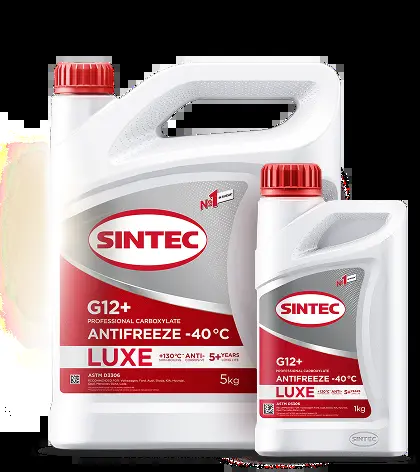 №1
SINTEC
G12+
PROFESSIONAL CARBOXYLATE
ANTIFREEZE -40°C
LUXE
+130°C ANTI- 5+ YEARS
ASTM D3306
5kg
№1
SINTEC
G12+
PROFESSIONAL CARBOXYLATE
ANTIFREEZE -40°C
LUXE
+130°C ANTI- 5+ YEARS
ASTM D3306
1kg